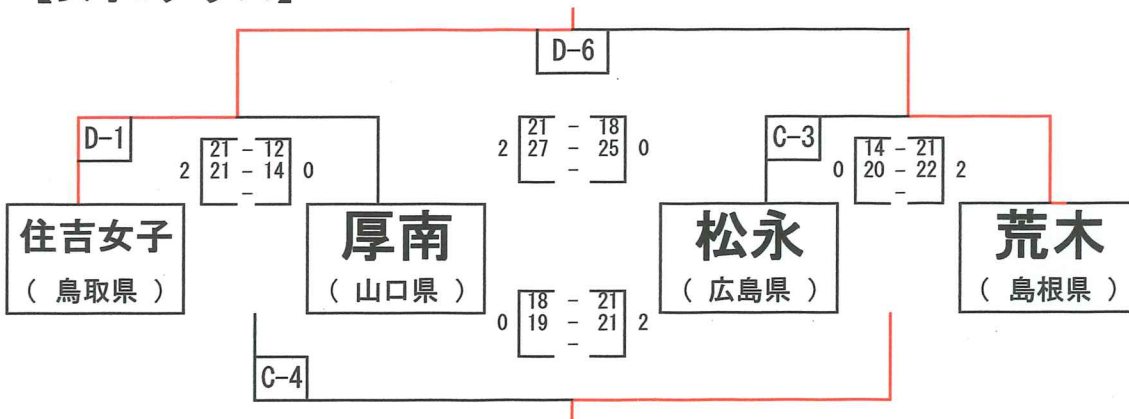 D-6
D-1
2 21 - 12 0
21 - 14
-
2 21 - 18 0
27 - 25
-
C-3
0 14 - 21 2
20 - 22
-
住吉女子
( 鳥取県 )
厚南
( 山口県 )
松永
( 広島県 )
荒木
( 島根県 )
0 18 - 21 2
19 - 21
-
C-4